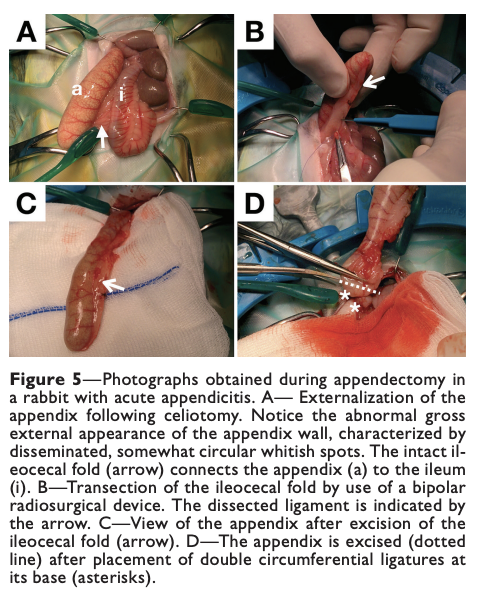 A
a
i
B
C
D
* *
Figure 5—Photographs obtained during appendectomy in
a rabbit with acute appendicitis. A— Externalization of the
appendix following celiotomy. Notice the abnormal gross
external appearance of the appendix wall, characterized by
disseminated, somewhat circular whitish spots. The intact il-
eocecal fold (arrow) connects the appendix (a) to the ileum
(i). B—Transection of the ileocecal fold by use of a bipolar
radiosurgical device. The dissected ligament is indicated by
the arrow. C—View of the appendix after excision of the
ileocecal fold (arrow). D—The appendix is excised (dotted
line) after placement of double circumferential ligatures at
its base (asterisks).